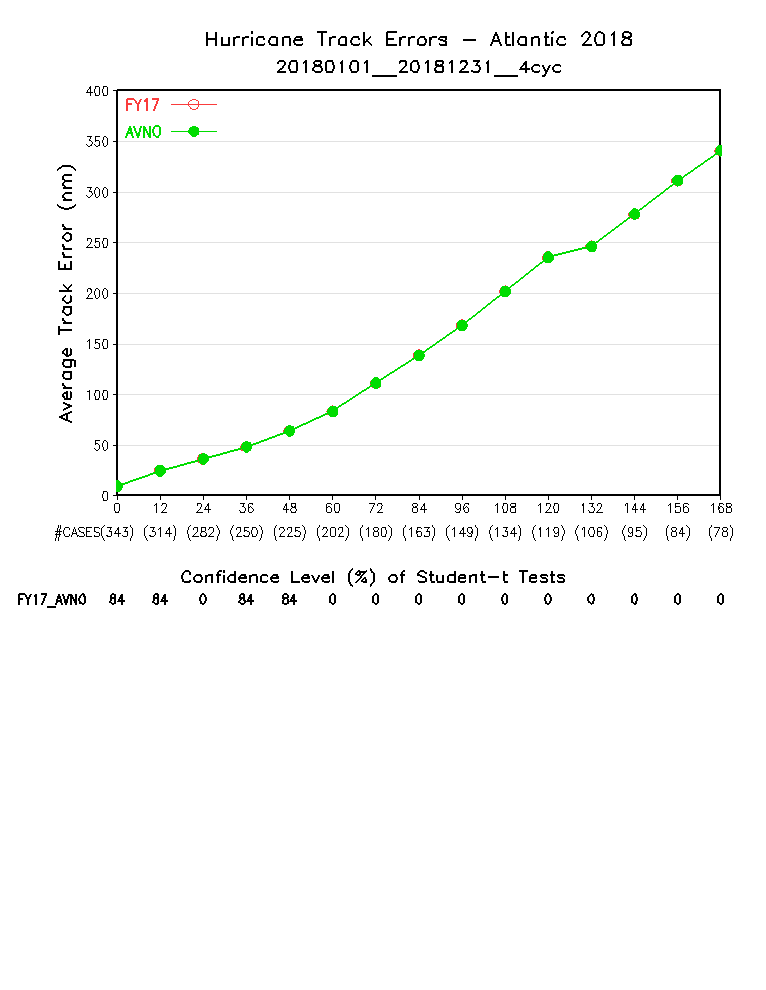 Hurricane Track Errors - Atlantic 2018
20180101__20181231__4cyc
FY17
AVNO
Average Track Error (nm)
400
350
300
250
200
150
100
50
0
0 12 24 36 48 60 72 84 96 108 120 132 144 156 168
#CASES(343) (314) (282) (250) (225) (202) (180) (163) (149) (134) (119) (106) (95) (84) (78)
Confidence Level (%) of Student-t Tests
FY17_AVNO 84 84 0 84 84 0 0 0 0 0 0 0 0 0 0